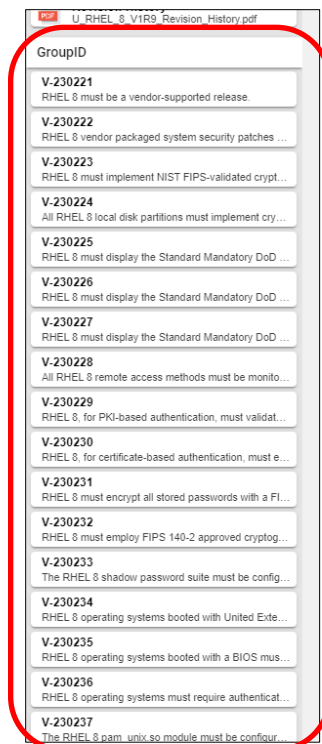 Revision History
PDF U_RHEL_8_V1R9_Revision_History.pdf
GroupID
V-230221
RHEL 8 must be a vendor-supported release.
V-230222
RHEL 8 vendor packaged system security patches ...
V-230223
RHEL 8 must implement NIST FIPS-validated crypt...
V-230224
All RHEL 8 local disk partitions must implement cry...
V-230225
RHEL 8 must display the Standard Mandatory DoD ...
V-230226
RHEL 8 must display the Standard Mandatory DoD ...
V-230227
RHEL 8 must display the Standard Mandatory DoD ...
V-230228
All RHEL 8 remote access methods must be monito...
V-230229
RHEL 8, for PKI-based authentication, must validat...
V-230230
RHEL 8, for certificate-based authentication, must e...
V-230231
RHEL 8 must encrypt all stored passwords with a FI...
V-230232
RHEL 8 must employ FIPS 140-2 approved cryptog...
V-230233
The RHEL 8 shadow password suite must be config...
V-230234
RHEL 8 operating systems booted with United Exte...
V-230235
RHEL 8 operating systems booted with a BIOS mus...
V-230236
RHEL 8 operating systems must require authenticat...
V-230237
The RHEL 8 pam_unix.so module must be configur...